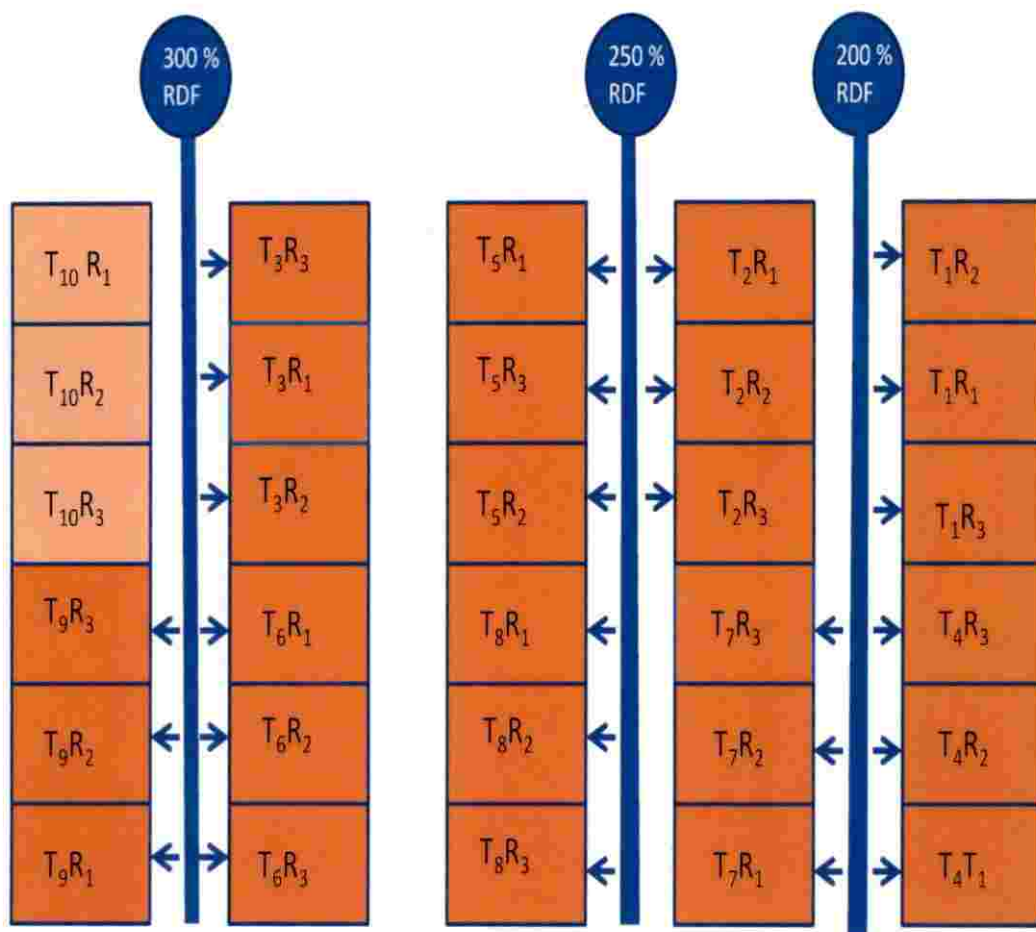 300 %
RDF
250 %
RDF
200 %
RDF
T₁₀ R₁
T₃R₃
T₅R₁
T₂R₁
T₁R₂
T₁₀R₂
T₃R₁
T₅R₃
T₂R₂
T₁R₁
T₁₀R₃
T₃R₂
T₅R₂
T₂R₃
T₁R₃
T₉R₃
T₆R₁
T₈R₁
T₇R₃
T₄R₃
T₉R₂
T₆R₂
T₈R₂
T₇R₂
T₄R₂
T₉R₁
T₆R₃
T₈R₃
T₇R₁
T₄T₁